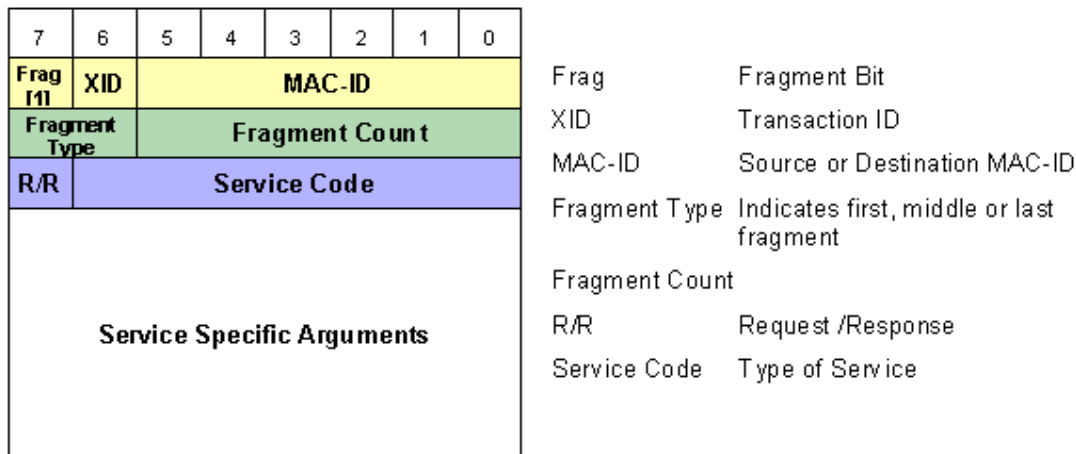 7 6 5 4 3 2 1 0
Frag [1] XID MAC-ID
Fragment Type Fragment Count
R/R Service Code
Service Specific Arguments
Frag Fragment Bit
XID Transaction ID
MAC-ID Source or Destination MAC-ID
Fragment Type Indicates first, middle or last
fragment
Fragment Count
R/R Request /Response
Service Code Type of Service